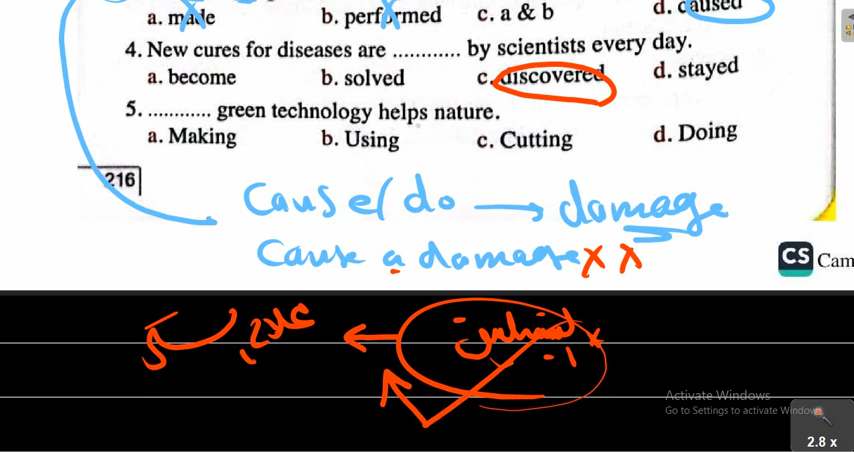 a. made b. performed c. a & b d. caused
4. New cures for diseases are ............ by scientists every day.
a. become b. solved c. discovered d. stayed
5. ............ green technology helps nature.
a. Making b. Using c. Cutting d. Doing
216
Cause/do → damage
Cause a damage x x
CS Cam
Activate Windows
Go to Settings to activate Windows
2.8 x